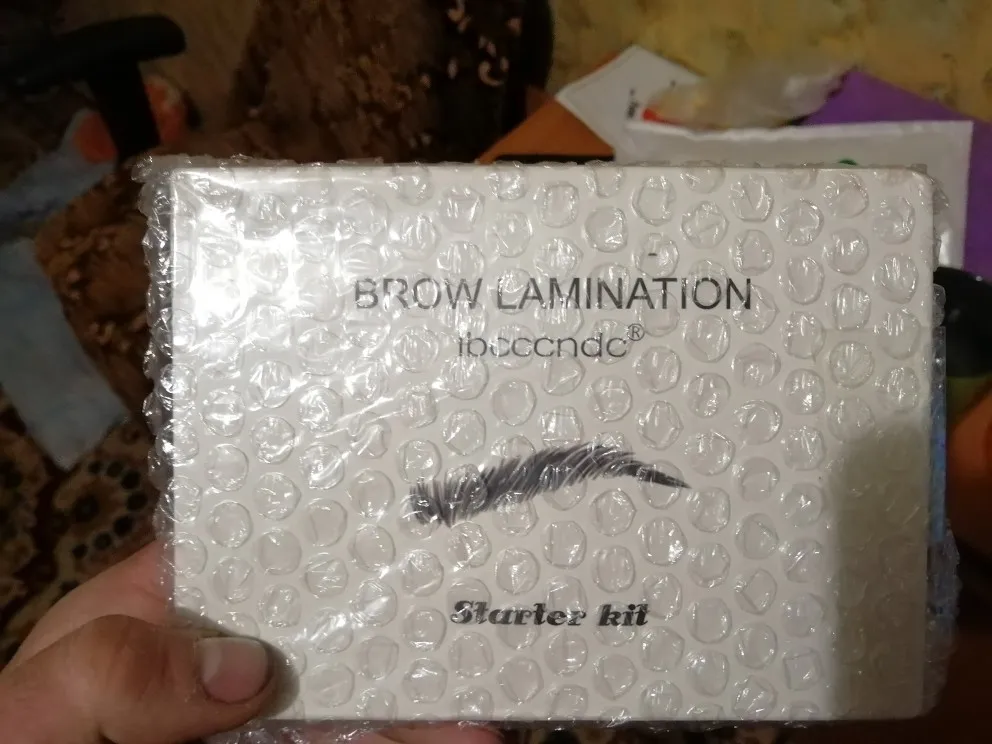 BROW LAMINATION
ibcccndc®
Starter kit